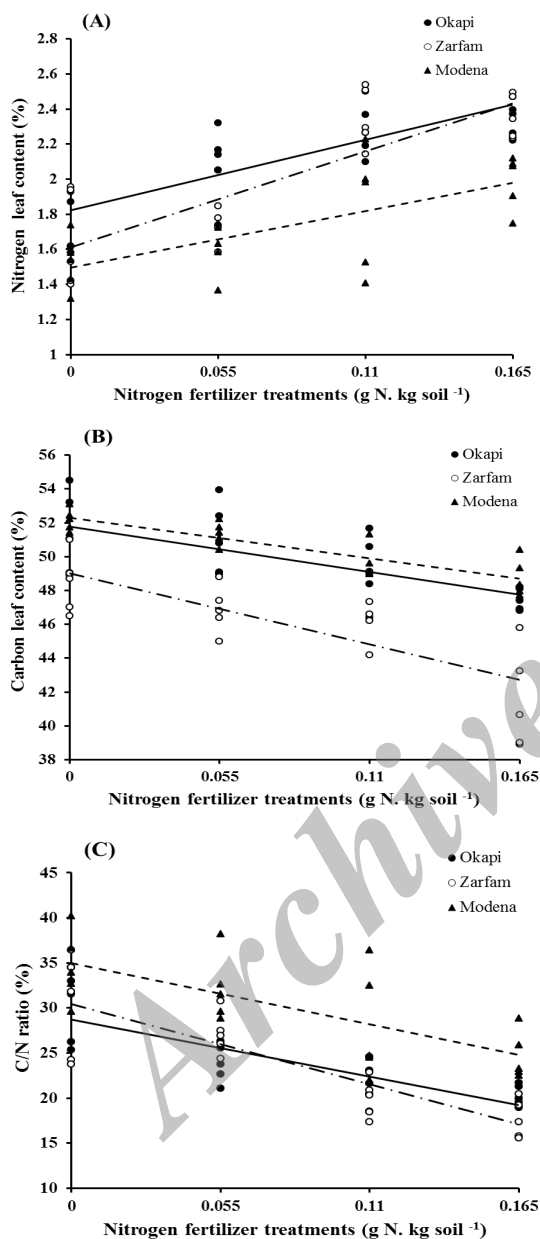 (A)
Okapi
Zarfam
Modena
2.8
2.6
2.4
2.2
2
1.8
1.6
1.4
1.2
1
Nitrogen leaf content (%)
0
0.055
0.11
0.165
Nitrogen fertilizer treatments (g N. kg soil -1)
(B)
Okapi
Zarfam
Modena
56
54
52
50
48
46
44
42
40
38
Carbon leaf content (%)
0
0.055
0.11
0.165
Nitrogen fertilizer treatments (g N. kg soil -1)
(C)
Okapi
Zarfam
Modena
45
40
35
30
25
20
15
10
C/N ratio (%)
0
0.055
0.11
0.165
Nitrogen fertilizer treatments (g N. kg soil -1)
Archive